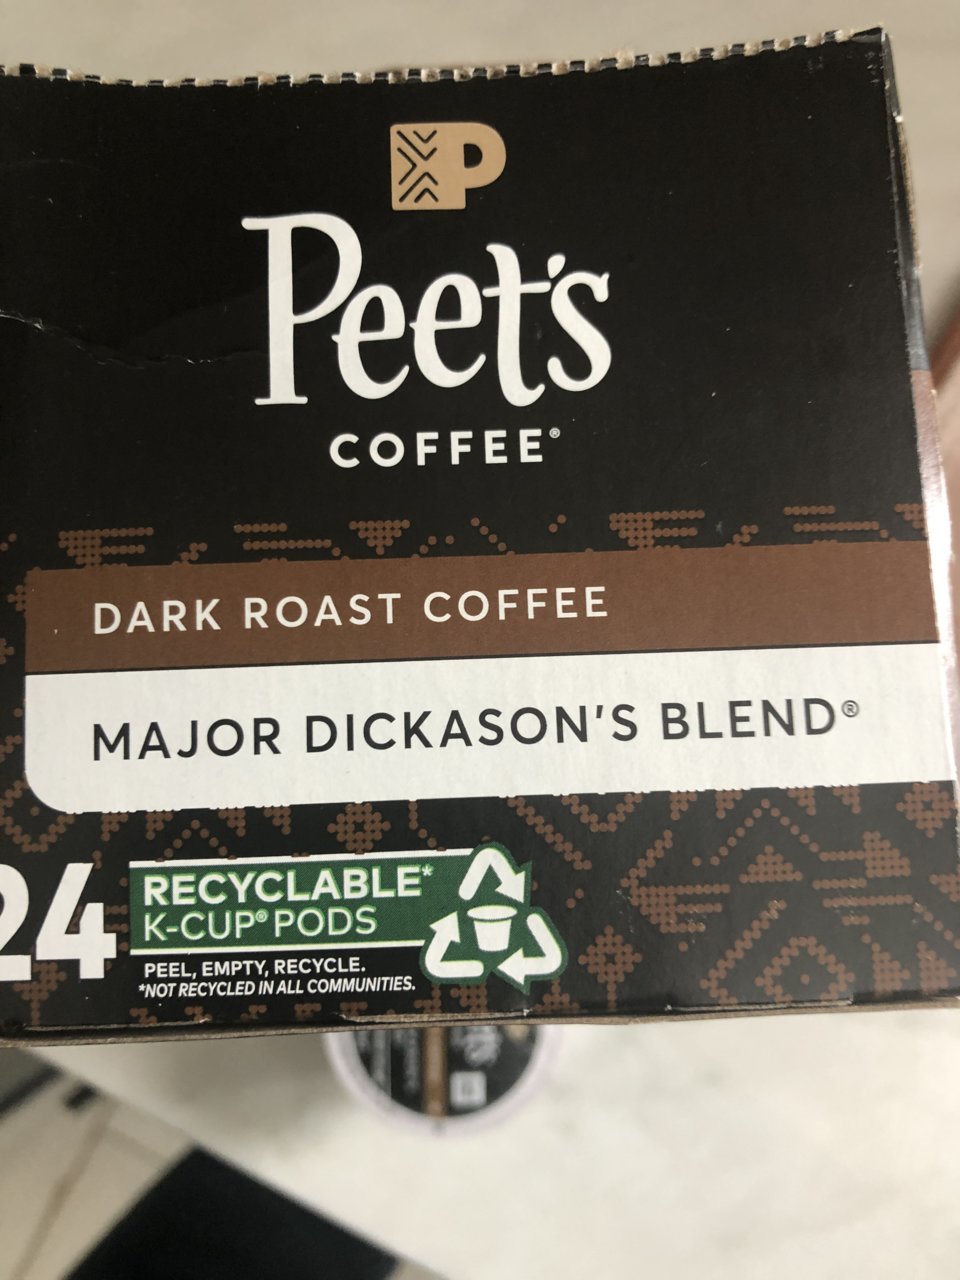 P
Peet's
COFFEE®
DARK ROAST COFFEE
MAJOR DICKASON'S BLEND®
24
RECYCLABLE*
K-CUP® PODS
PEEL, EMPTY, RECYCLE.
*NOT RECYCLED IN ALL COMMUNITIES.